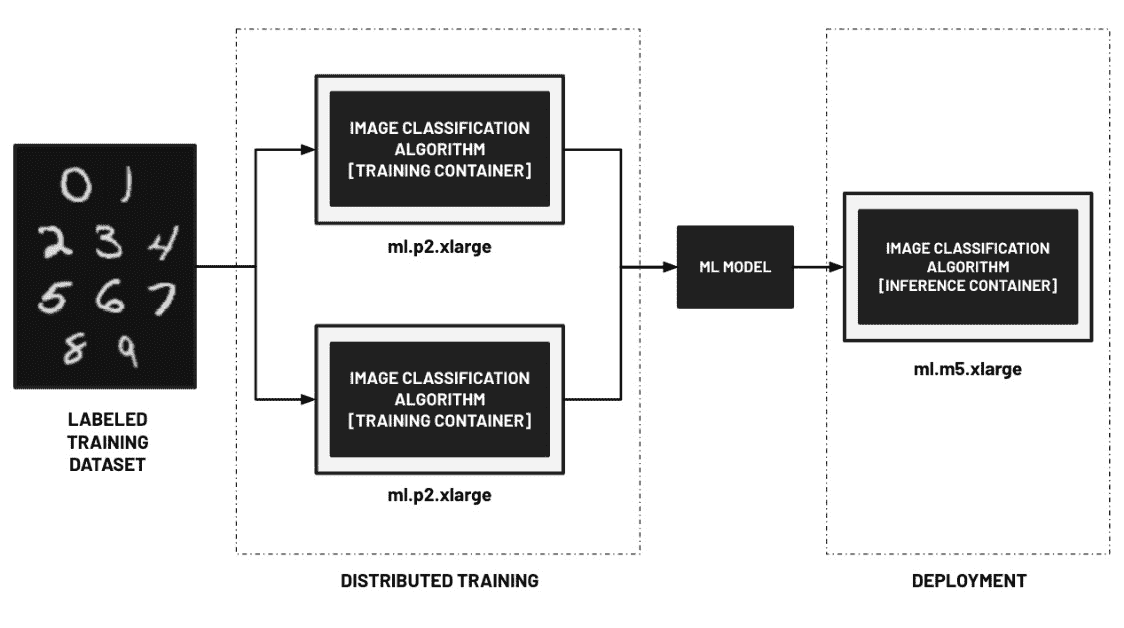 0 1
2 3 4
5 6 7
8 9
LABELED
TRAINING
DATASET
IMAGE CLASSIFICATION
ALGORITHM
[TRAINING CONTAINER]
ml.p2.xlarge
IMAGE CLASSIFICATION
ALGORITHM
[TRAINING CONTAINER]
ml.p2.xlarge
DISTRIBUTED TRAINING
ML MODEL
IMAGE CLASSIFICATION
ALGORITHM
[INFERENCE CONTAINER]
ml.m5.xlarge
DEPLOYMENT